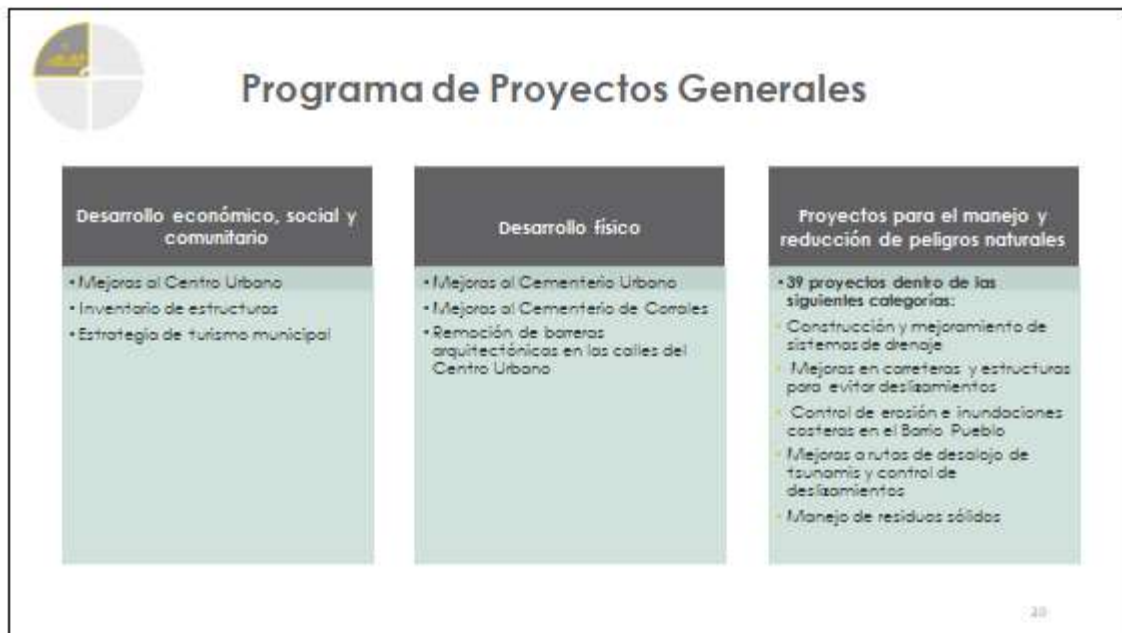 Programa de Proyectos Generales
Desarrollo económico, social y
comunitario
• Mejoras al Centro Urbano
• Inventario de estructuras
• Estrategia de turismo municipal
Desarrollo físico
• Mejoras al Cementerio Urbano
• Mejoras al Cementerio de Corrales
• Remoción de barreras
arquitectónicas en las calles del
Centro Urbano
Proyectos para el manejo y
reducción de peligros naturales
• 39 proyectos dentro de las
siguientes categorías:
• Construcción y mejoramiento de
sistemas de drenaje
• Mejoras en carreteras y estructuras
para evitar deslizamientos
• Control de erosión e inundaciones
costeras en el Barrio Pueblo
• Mejoras a rutas de desalojo de
tsunamis y control de
deslizamientos
• Manejo de residuos sólidos